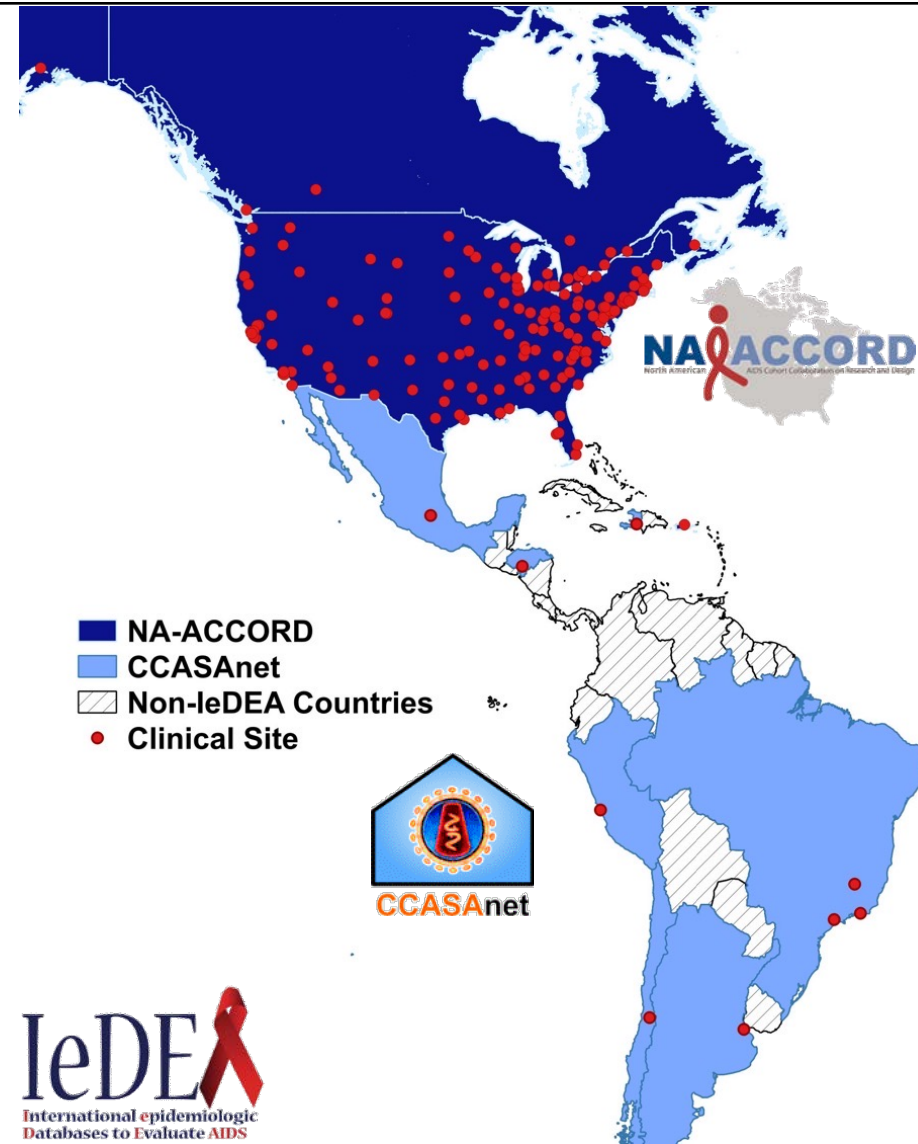 NA ACCORD
North American AIDS Cohort Collaboration on Research and Design
NA-ACCORD
CCASAnet
Non-IeDEA Countries
Clinical Site
CCASAnet
IeDEA
International epidemiologic
Databases to Evaluate AIDS